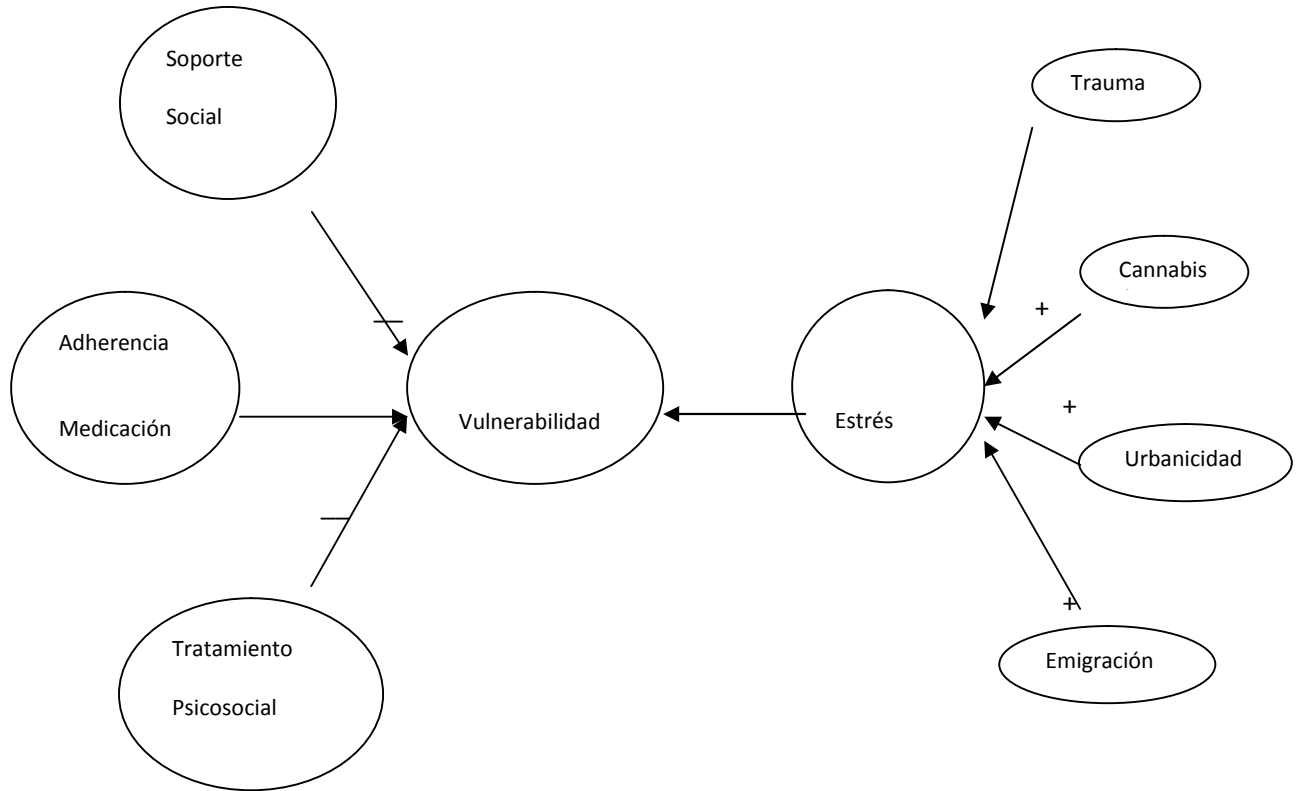 Soporte
Social
Trauma
Cannabis
+
Adherencia
Medicación
Vulnerabilidad
Estrés
+
Urbanicidad
+
Emigración
Tratamiento
Psicosocial